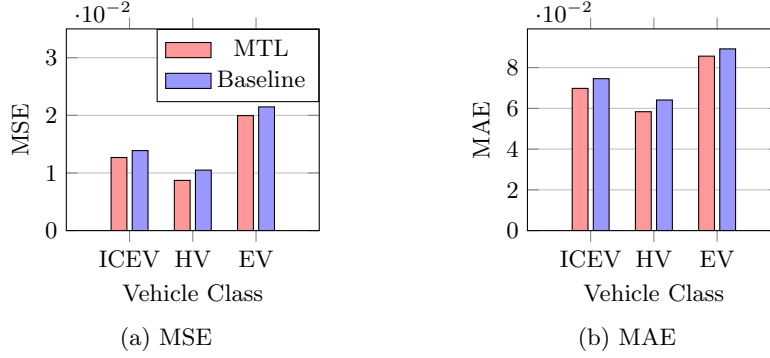 ·10⁻²
3
2
1
0
MSE
MTL
Baseline
ICEV HV EV
Vehicle Class
(a) MSE
·10⁻²
8
6
4
2
0
MAE
ICEV HV EV
Vehicle Class
(b) MAE